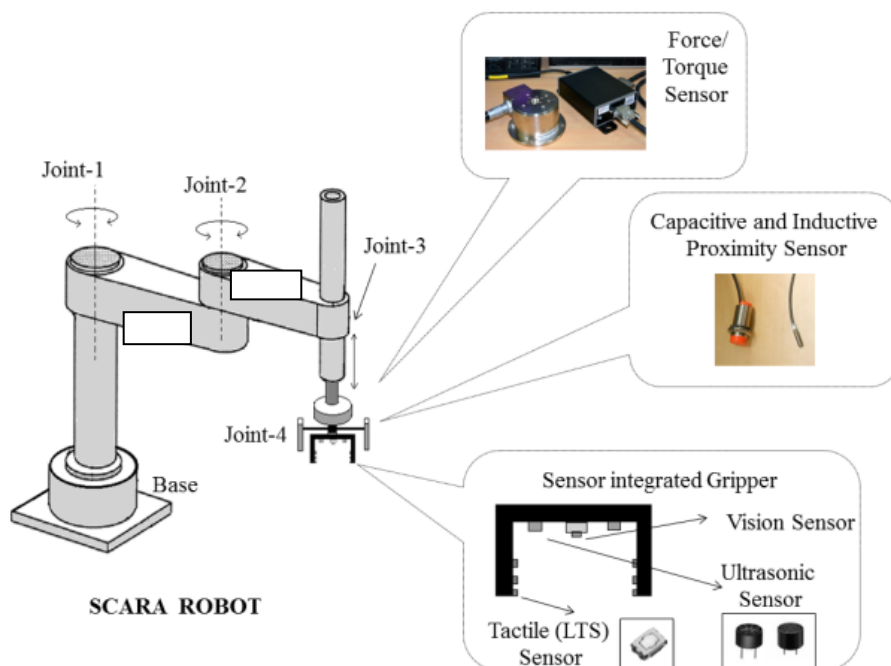 Force/
Torque
Sensor
Joint-1
Joint-2
Joint-3
Capacitive and Inductive
Proximity Sensor
Joint-4
Base
Sensor integrated Gripper
Vision Sensor
Ultrasonic
Sensor
Tactile (LTS)
Sensor
SCARA ROBOT